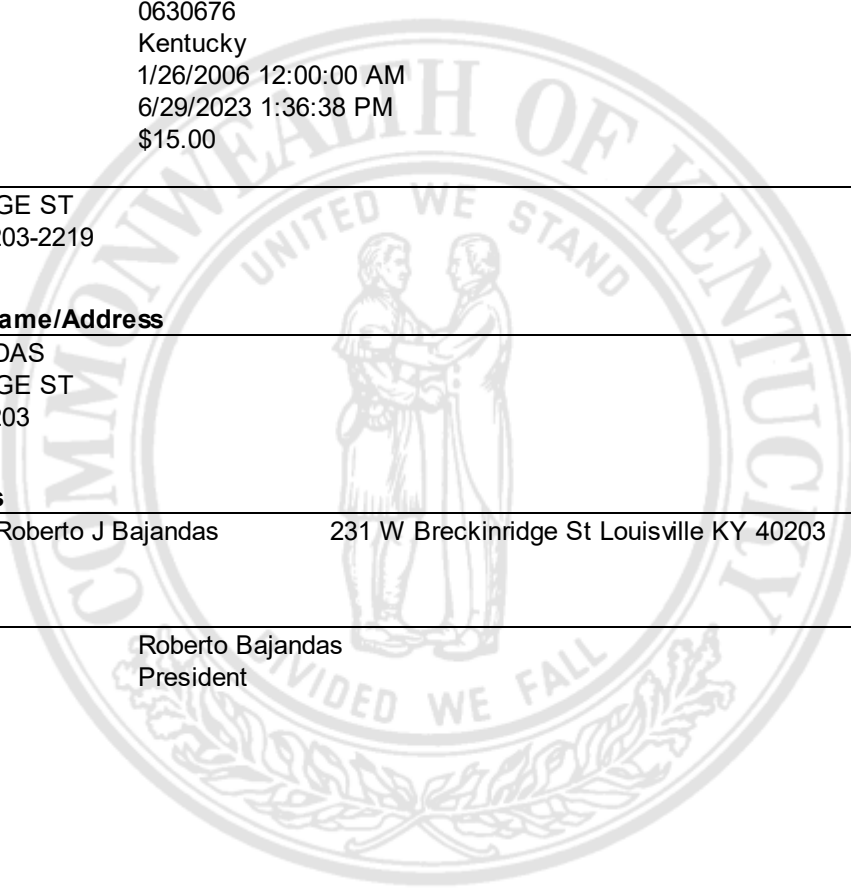 0630676
Kentucky
1/26/2006 12:00:00 AM
6/29/2023 1:36:38 PM
$15.00
GE ST
203-2219
ame/Address
DAS
GE ST
203
s
Roberto J Bajandas 231 W Breckinridge St Louisville KY 40203
Roberto Bajandas
President
COMMONWEALTH OF KENTUCKY
UNITED WE STAND
DIVIDED WE FALL